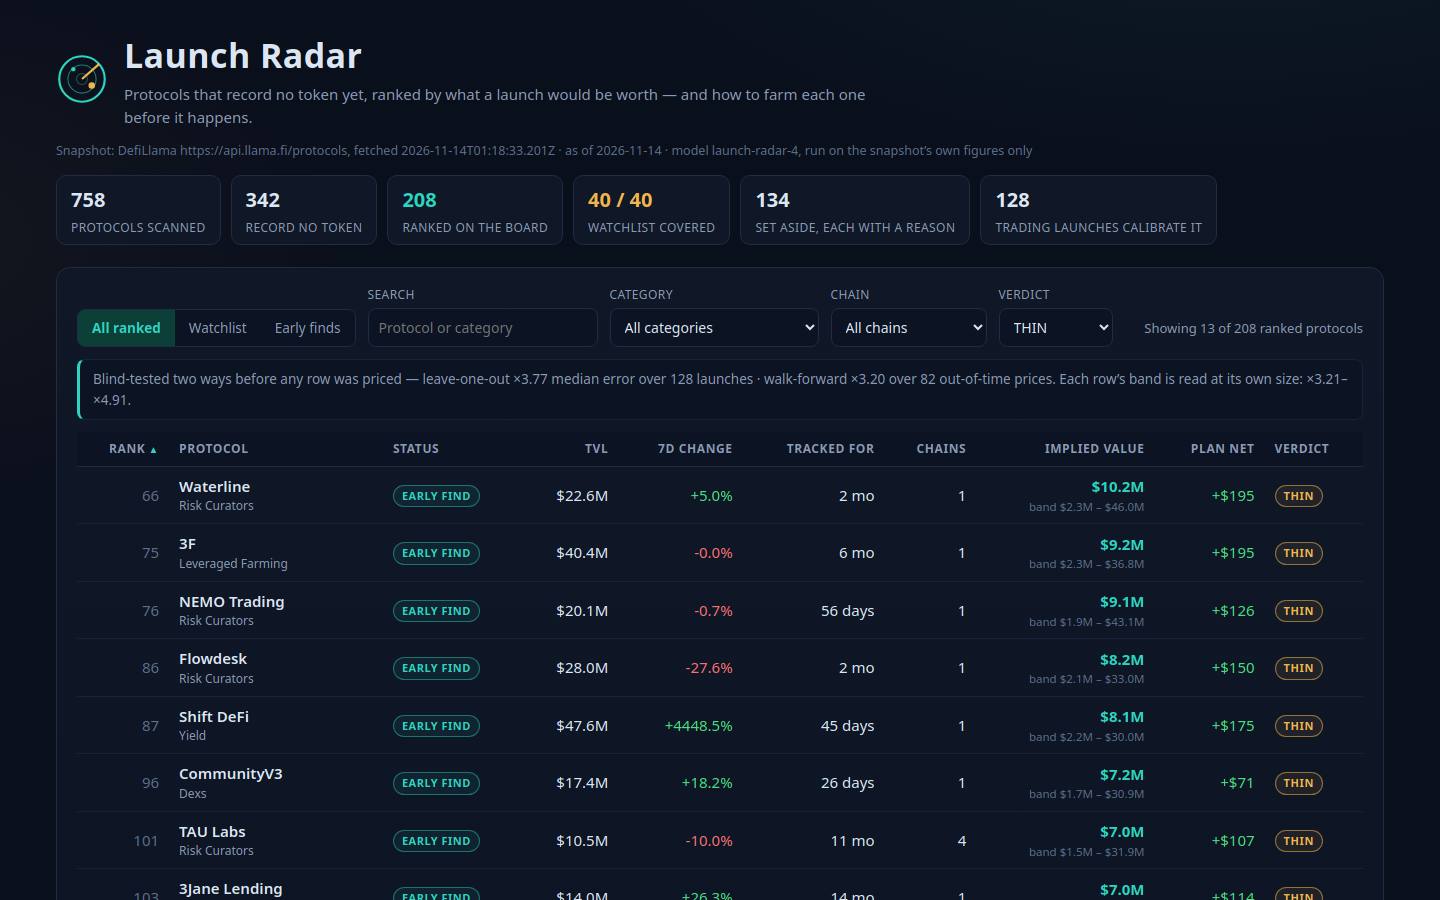 Launch Radar
Protocols that record no token yet, ranked by what a launch would be worth — and how to farm each one
before it happens.
Snapshot: DefiLlama https://api.llama.fi/protocols, fetched 2026-11-14T01:18:33.201Z · as of 2026-11-14 · model launch-radar-4, run on the snapshot's own figures only
758
PROTOCOLS SCANNED
342
RECORD NO TOKEN
208
RANKED ON THE BOARD
40 / 40
WATCHLIST COVERED
134
SET ASIDE, EACH WITH A REASON
128
TRADING LAUNCHES CALIBRATE IT
SEARCH CATEGORY CHAIN VERDICT
All ranked Watchlist Early finds Protocol or category All categories All chains THIN Showing 13 of 208 ranked protocols
Blind-tested two ways before any row was priced — leave-one-out ×3.77 median error over 128 launches · walk-forward ×3.20 over 82 out-of-time prices. Each row's band is read at its own size: ×3.21–
×4.91.
RANK ▲ PROTOCOL STATUS TVL 7D CHANGE TRACKED FOR CHAINS IMPLIED VALUE PLAN NET VERDICT
66 Waterline EARLY FIND $22.6M +5.0% 2 mo 1 $10.2M +$195 THIN
Risk Curators band $2.3M – $46.0M
75 3F EARLY FIND $40.4M -0.0% 6 mo 1 $9.2M +$195 THIN
Leveraged Farming band $2.3M – $36.8M
76 NEMO Trading EARLY FIND $20.1M -0.7% 56 days 1 $9.1M +$126 THIN
Risk Curators band $1.9M – $43.1M
86 Flowdesk EARLY FIND $28.0M -27.6% 2 mo 1 $8.2M +$150 THIN
Risk Curators band $2.1M – $33.0M
87 Shift DeFi EARLY FIND $47.6M +4448.5% 45 days 1 $8.1M +$175 THIN
Yield band $2.2M – $30.0M
96 CommunityV3 EARLY FIND $17.4M +18.2% 26 days 1 $7.2M +$71 THIN
Dexs band $1.7M – $30.9M
101 TAU Labs EARLY FIND $10.5M -10.0% 11 mo 4 $7.0M +$107 THIN
Risk Curators band $1.5M – $31.9M
103 3Jane Lending EARLY FIND $14.0M +26.3% 14 mo 1 $7.0M +$114 THIN